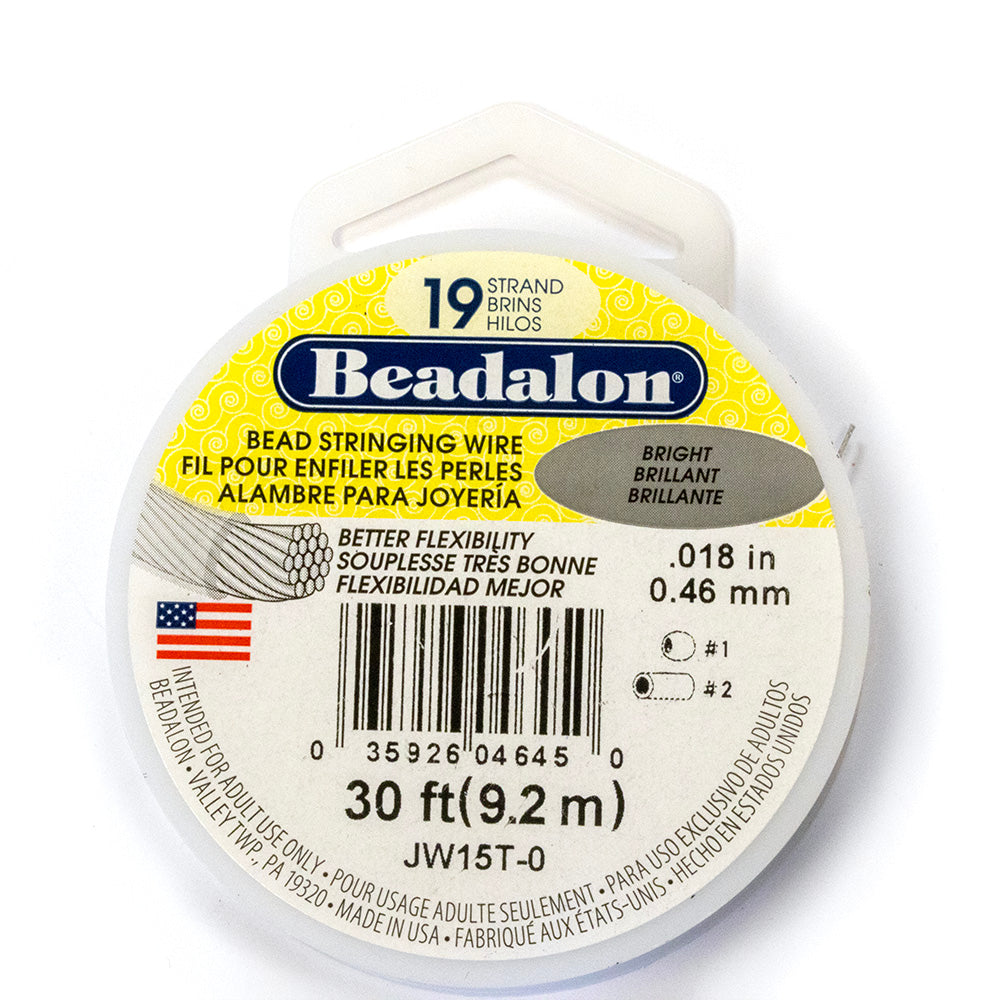 19 STRAND
BRINS
HILOS
Beadalon®
BEAD STRINGING WIRE
FIL POUR ENFILER LES PERLES
ALAMBRE PARA JOYERÍA
BRIGHT
BRILLANT
BRILLANTE
BETTER FLEXIBILITY
SOUPLESSE TRÈS BONNE
FLEXIBILIDAD MEJOR
.018 in
0.46 mm
#1
#2
0 35926 04645 0
30 ft(9.2 m)
JW15T-0
INTENDED FOR ADULT USE ONLY • POUR USAGE ADULTE SEULEMENT • PARA USO EXCLUSIVO DE ADULTOS
BEADALON • VALLEY TWP., PA 19320 • MADE IN USA • FABRIQUÉ AUX ÉTATS-UNIS • HECHO EN ESTADOS UNIDOS